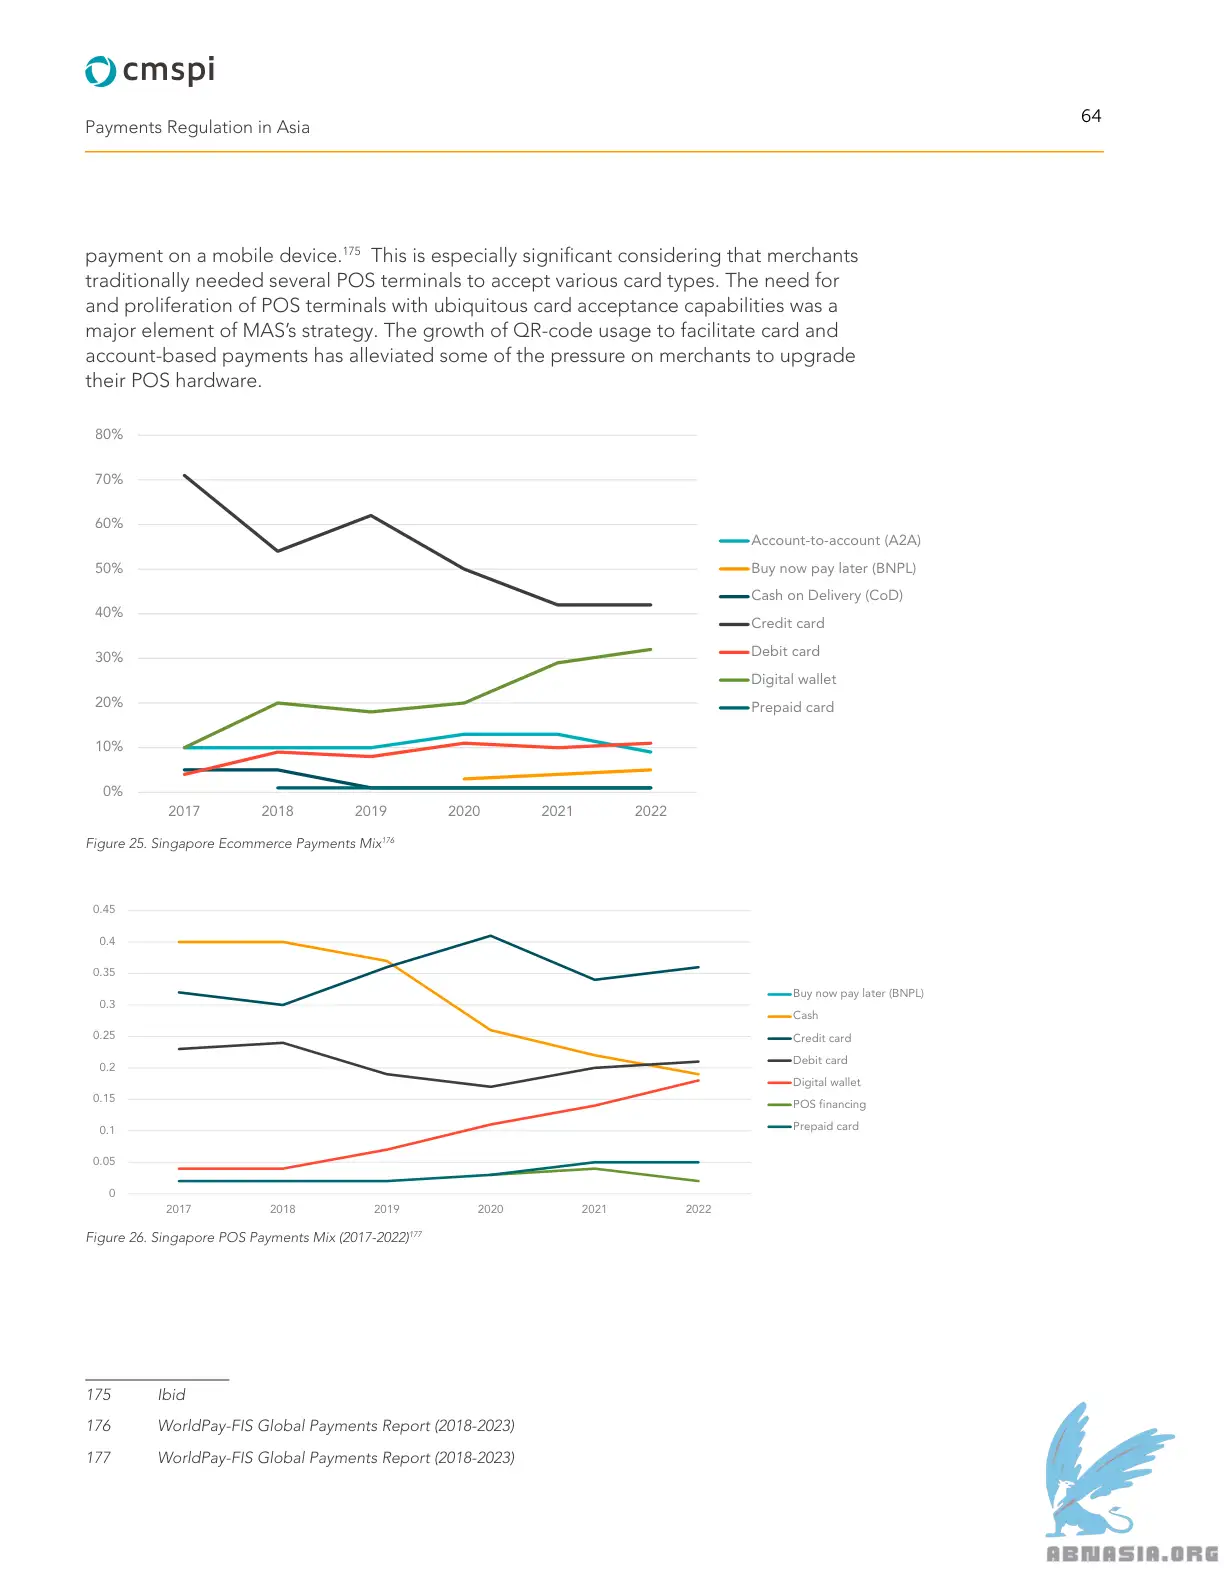 cmspi
64
Payments Regulation in Asia
payment on a mobile device.175 This is especially significant considering that merchants
traditionally needed several POS terminals to accept various card types. The need for
and proliferation of POS terminals with ubiquitous card acceptance capabilities was a
major element of MAS’s strategy. The growth of QR-code usage to facilitate card and
account-based payments has alleviated some of the pressure on merchants to upgrade
their POS hardware.
80%
70%
60%
50%
40%
30%
20%
10%
0%
2017 2018 2019 2020 2021 2022
Account-to-account (A2A)
Buy now pay later (BNPL)
Cash on Delivery (CoD)
Credit card
Debit card
Digital wallet
Prepaid card
Figure 25. Singapore Ecommerce Payments Mix176
0.45
0.4
0.35
0.3
0.25
0.2
0.15
0.1
0.05
0
2017 2018 2019 2020 2021 2022
Buy now pay later (BNPL)
Cash
Credit card
Debit card
Digital wallet
POS financing
Prepaid card
Figure 26. Singapore POS Payments Mix (2017-2022)177
175 Ibid
176 WorldPay-FIS Global Payments Report (2018-2023)
177 WorldPay-FIS Global Payments Report (2018-2023)
ABNASIA.ORG